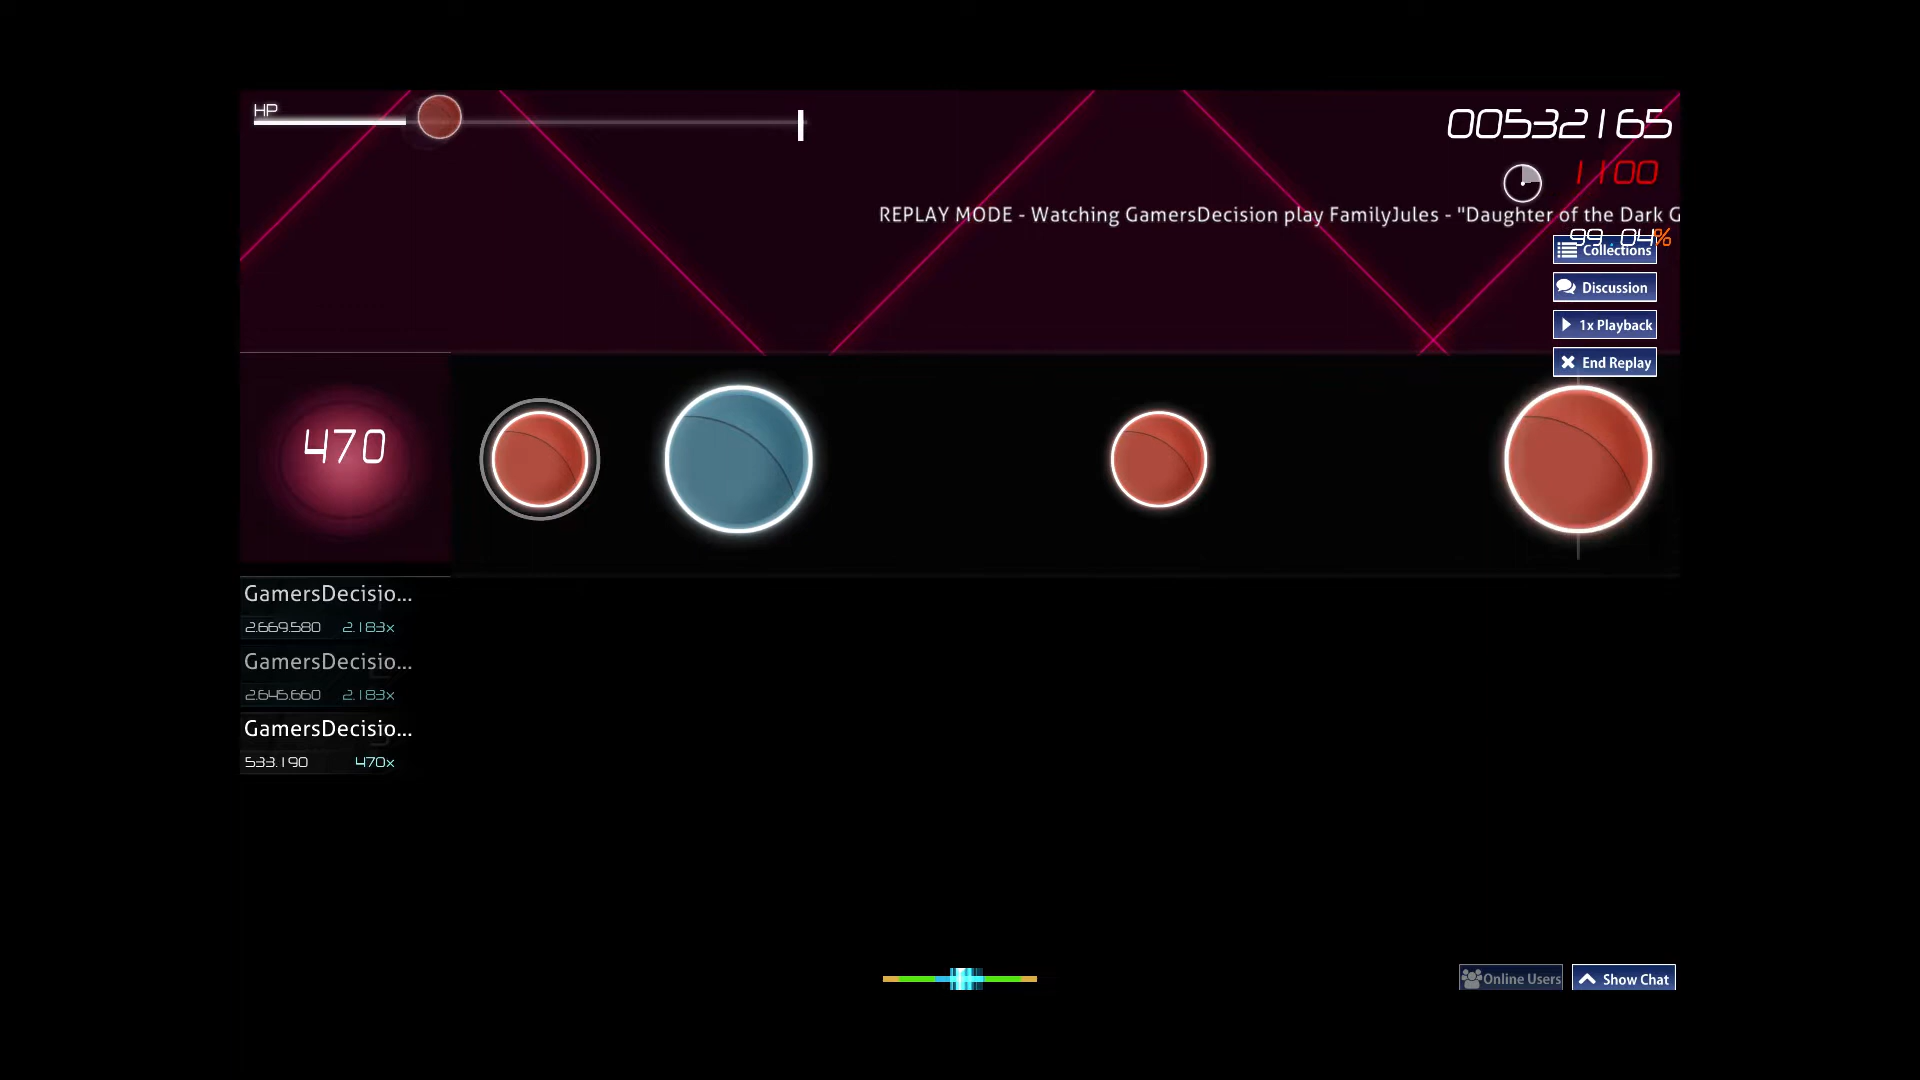 HP
00532165
1100
REPLAY MODE - Watching GamersDecision play FamilyJules - "Daughter of the Dark G
99.04%
Collections
Discussion
1x Playback
End Replay
470
GamersDecisio...
2.669.580 2.183x
GamersDecisio...
2.645.660 2.183x
GamersDecisio...
533.190 470x
Online Users
Show Chat